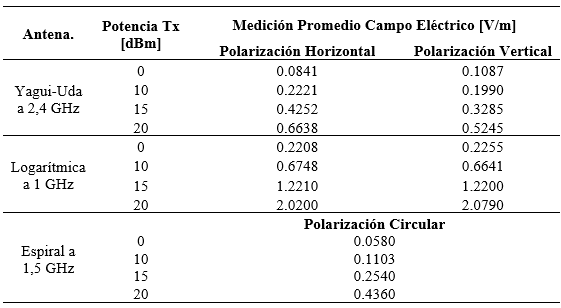 Antena. Potencia Tx [dBm] Medición Promedio Campo Eléctrico [V/m]
Polarización Horizontal Polarización Vertical
Yagui-Uda a 2,4 GHz
0 0.0841 0.1087
10 0.2221 0.1990
15 0.4252 0.3285
20 0.6638 0.5245
Logarítmica a 1 GHz
0 0.2208 0.2255
10 0.6748 0.6641
15 1.2210 1.2200
20 2.0200 2.0790
Polarización Circular
Espiral a 1,5 GHz
0 0.0580
10 0.1103
15 0.2540
20 0.4360